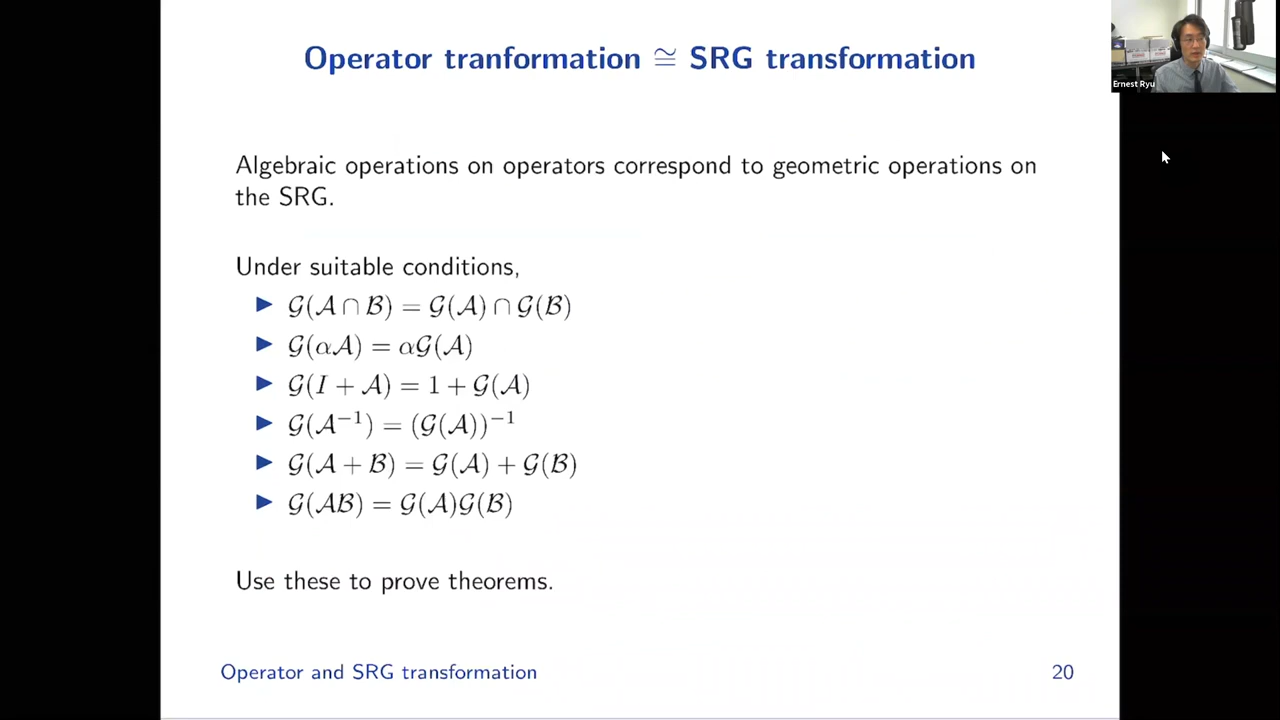 Operator tranformation ≅ SRG transformation
Ernest Ryu
Algebraic operations on operators correspond to geometric operations on
the SRG.
Under suitable conditions,
▶ 𝒢(𝒜 ∩ ℬ) = 𝒢(𝒜) ∩ 𝒢(ℬ)
▶ 𝒢(α𝒜) = α𝒢(𝒜)
▶ 𝒢(I + 𝒜) = 1 + 𝒢(𝒜)
▶ 𝒢(𝒜⁻¹) = (𝒢(𝒜))⁻¹
▶ 𝒢(𝒜 + ℬ) = 𝒢(𝒜) + 𝒢(ℬ)
▶ 𝒢(𝒜ℬ) = 𝒢(𝒜)𝒢(ℬ)
Use these to prove theorems.
Operator and SRG transformation 20